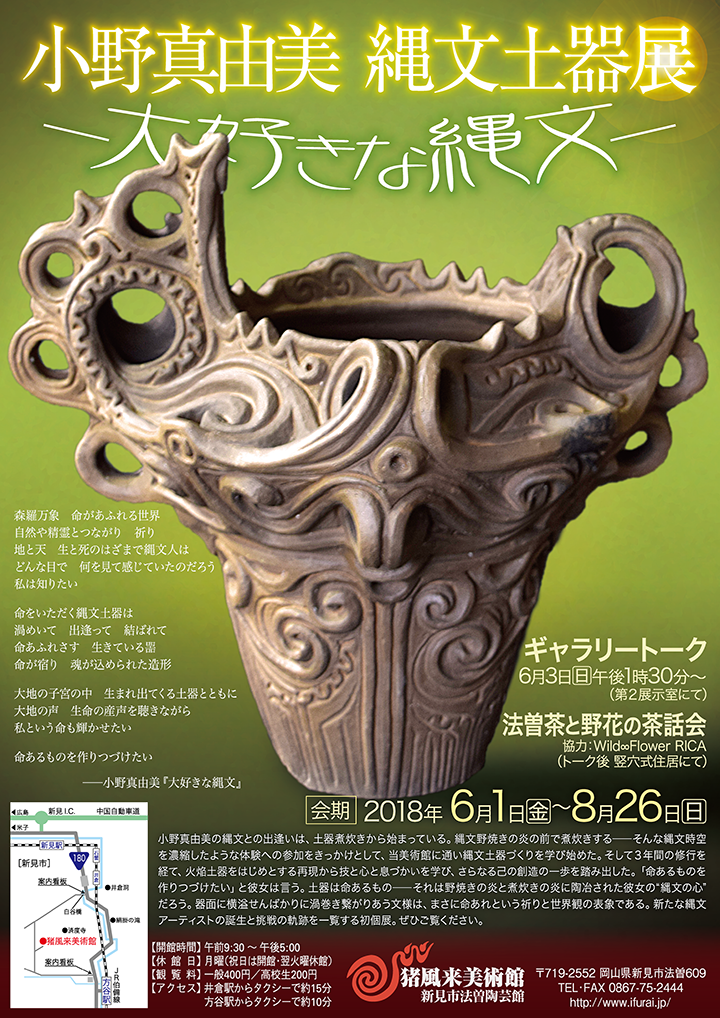 小野真由美 縄文土器展
―大好きな縄文―
森羅万象　命があふれる世界
自然や精霊とつながり　祈り
地と天　生と死のはざまで縄文人は
どんな目で　何を見て感じていたのだろう
私は知りたい
命をいただく縄文土器は
渦めいて　出逢って　結ばれて
命あふれさす　生きている噐
命が宿り　魂が込められた造形
大地の子宮の中　生まれ出てくる土器とともに
大地の声　生命の産声を聴きながら
私という命も輝かせたい
命あるものを作りつづけたい
――小野真由美『大好きな縄文』
ギャラリートーク
6月3日日午後1時30分～
(第2展示室にて)
法曽茶と野花の茶話会
協力：Wild∞Flower RICA
(トーク後 竪穴式住居にて)
会期 2018年 6月1日金～8月26日日
小野真由美の縄文との出逢いは、土器煮炊きから始まっている。縄文野焼きの炎の前で煮炊きする――そんな縄文時空
を濃縮したような体験への参加をきっかけとして、当美術館に通い縄文土器づくりを学び始めた。そして3年間の修行を
経て、火焔土器をはじめとする再現から技と心と息づかいを学び、さらなる己の創造の一歩を踏み出した。「命あるものを
作りつづけたい」と彼女は言う。土器は命あるもの――それは野焼きの炎と煮炊きの炎に陶冶された彼女の“縄文の心”
だろう。器面に横溢せんばかりに渦巻き繋がりあう文様は、まさに命あれという祈りと世界観の表象である。新たな縄文
アーティストの誕生と挑戦の軌跡を一覧する初個展。ぜひご覧ください。
←広島
新見I.C.
中国自動車道
←米子
新見駅
180
[新見市]
案内看板
井倉駅
●井倉洞
白谷橋
●絹掛の滝
●満度寺
●猪風来美術館
案内看板
方谷駅
JR伯備線
【開館時間】午前9:30 ～ 午後5:00
【休 館 日】月曜(祝日は開館・翌火曜休館)
【観 覧 料】一般400円／高校生200円
【アクセス】井倉駅からタクシーで約15分
方谷駅からタクシーで約10分
猪風来美術館
新見市法曽陶芸館
〒719-2552 岡山県新見市法曽609
TEL・FAX 0867-75-2444
http://www.ifurai.jp/